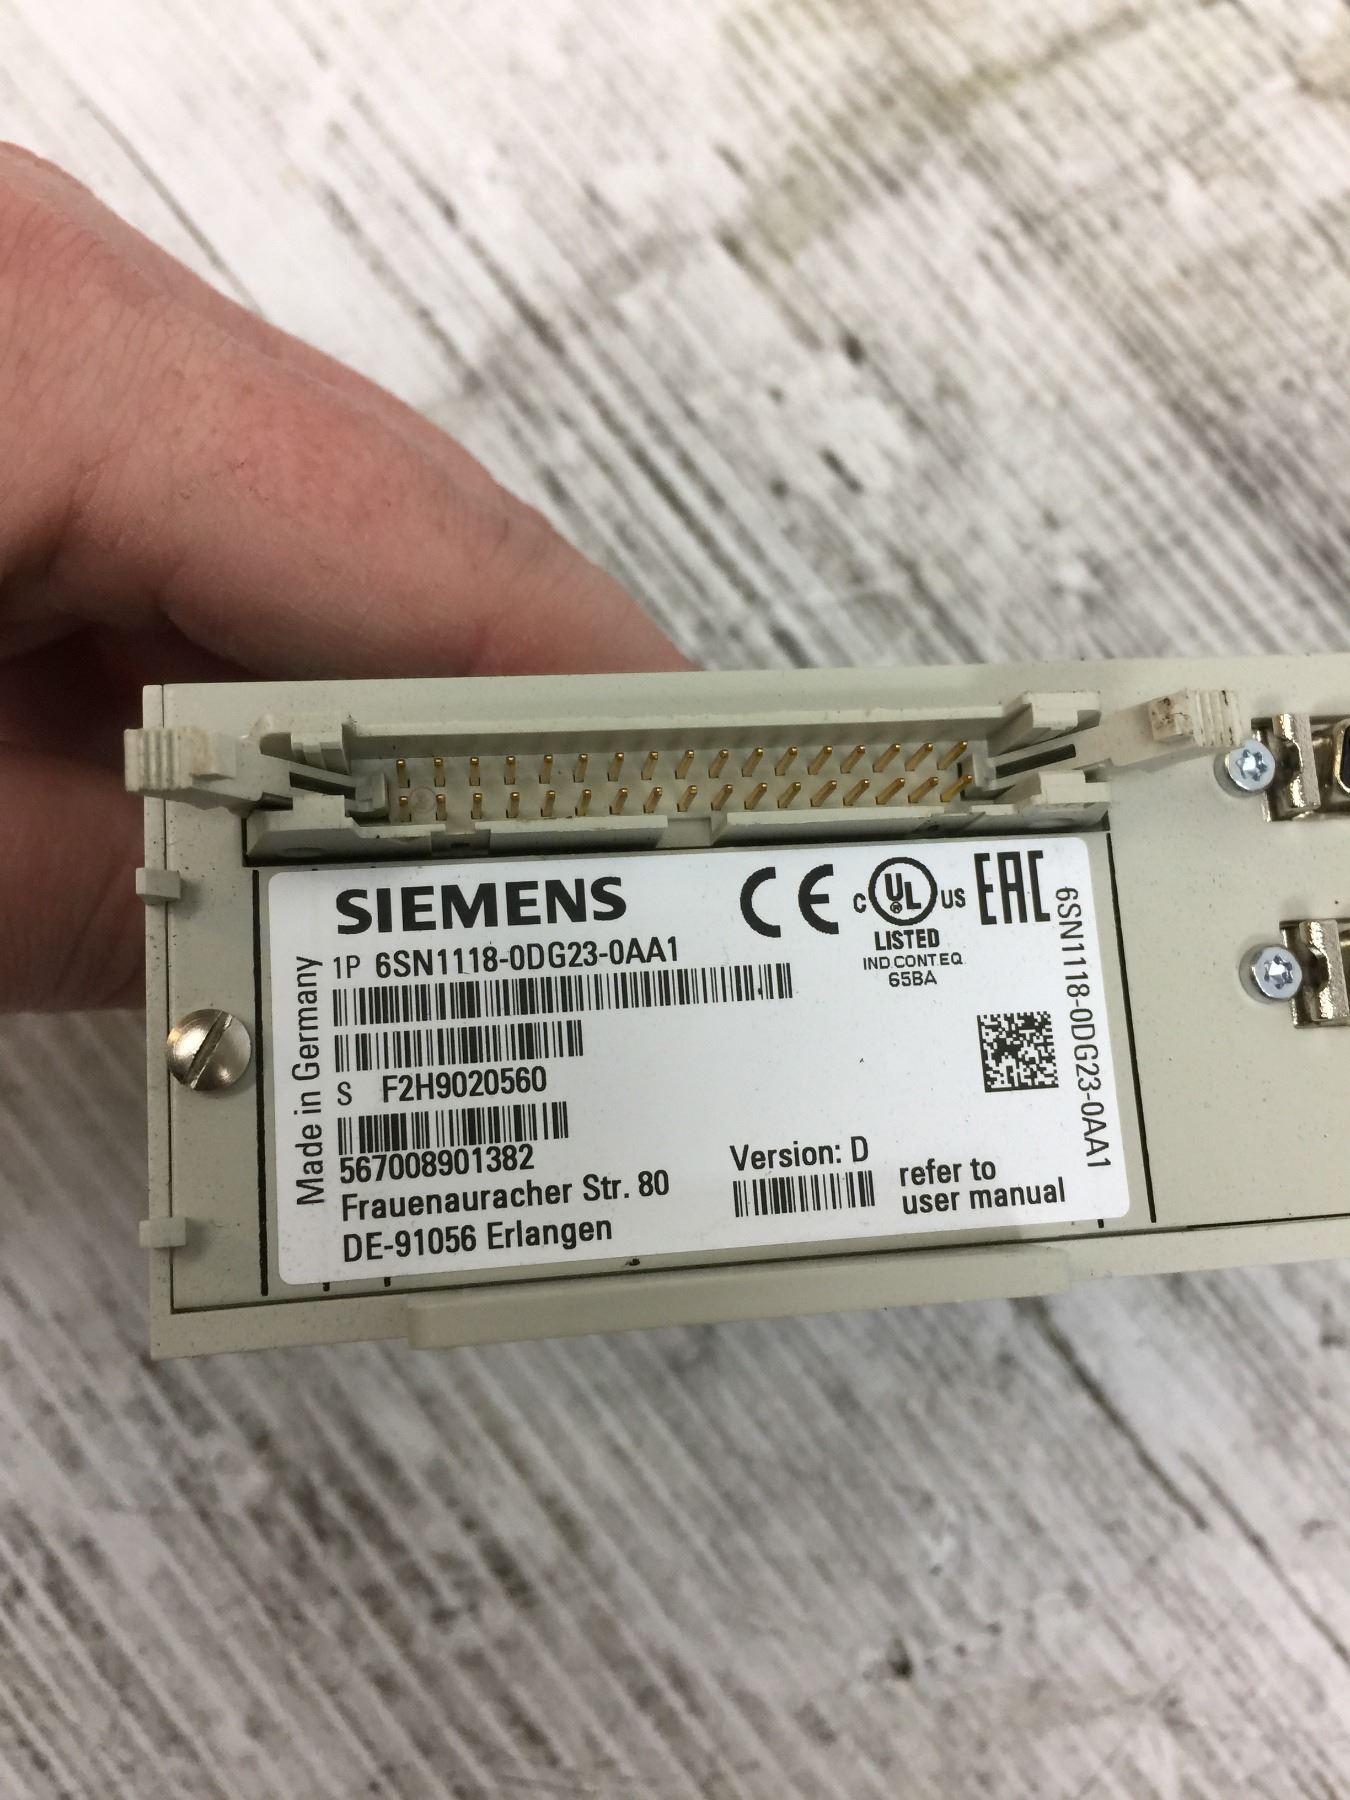 SIEMENS
CE
C UL ® US
LISTED
IND.CONT.EQ.
65BA
EAC
1P 6SN1118-0DG23-0AA1
S F2H9020560
567008901382
Frauenauracher Str. 80
DE-91056 Erlangen
Version: D
refer to
user manual
Made in Germany
6SN1118-0DG23-0AA1